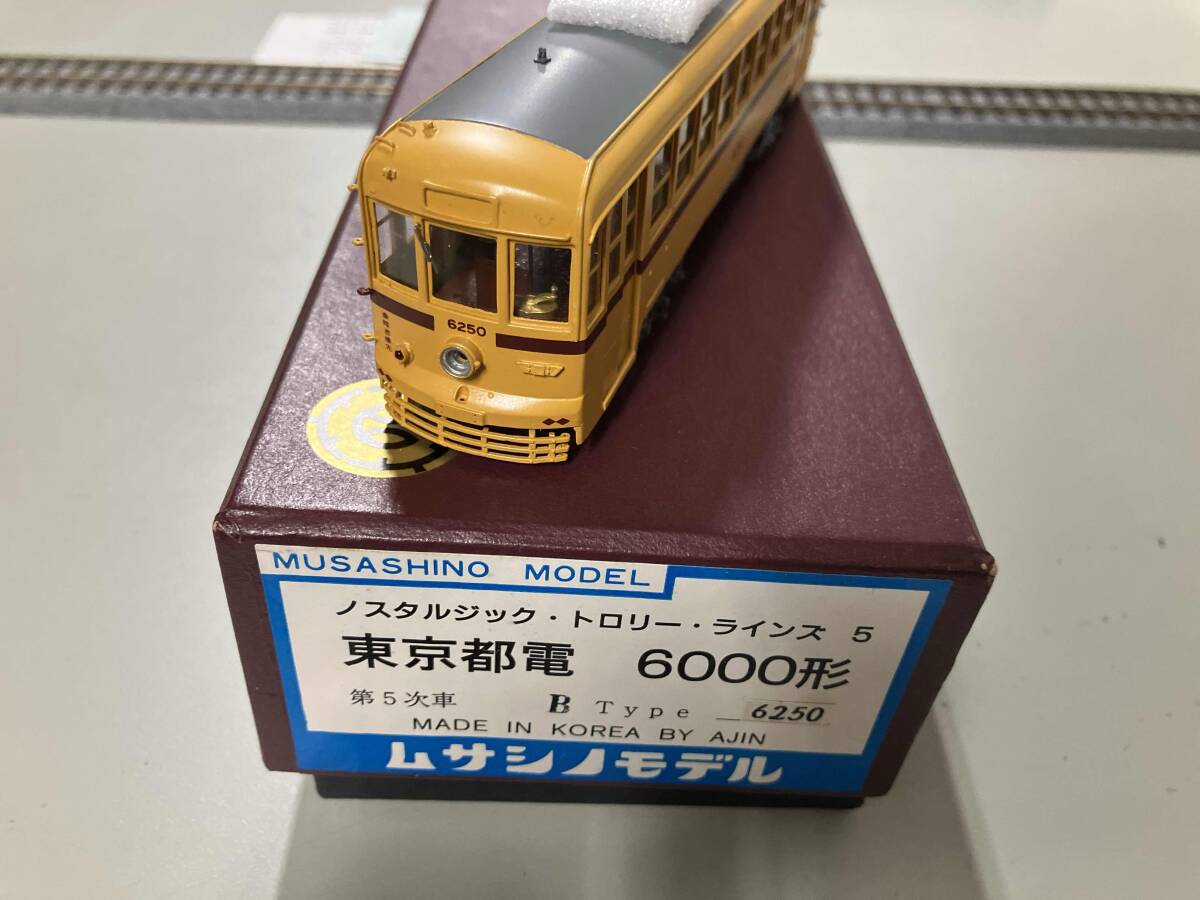 6250
MUSASHINO MODEL
ノスタルジック・トロリー・ラインズ 5
東京都電 6000形
第5次車 B Type 6250
MADE IN KOREA BY AJIN
ムサシノモデル